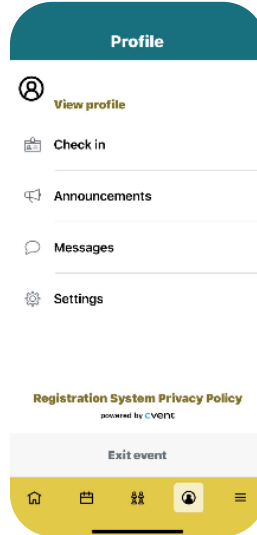 Profile
View profile
Check in
Announcements
Messages
Settings
Registration System Privacy Policy
powered by cvent
Exit event